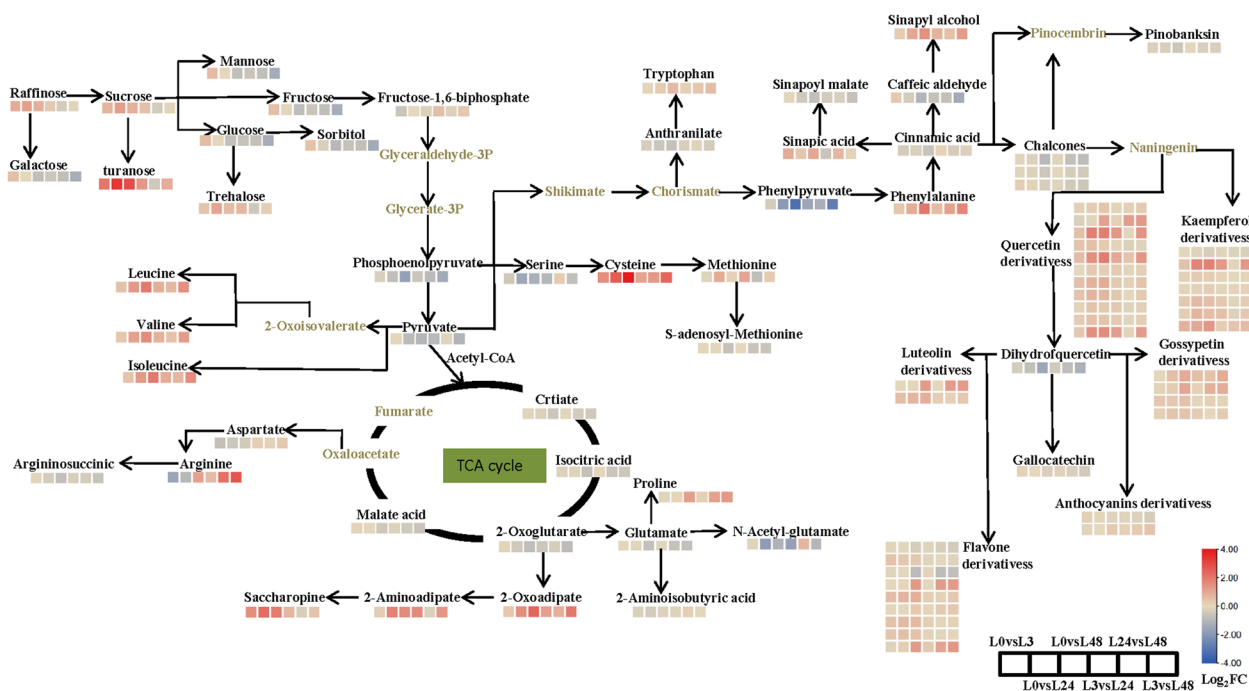 Sinapyl alcohol
Pinocembrin
Pinobanksin
Mannose
Tryptophan
Sinapoyl malate
Caffeic aldehyde
Raffinose
Sucrose
Fructose
Fructose-1,6-biphosphate
Glucose
Sorbitol
Anthranilate
Sinapic acid
Cinnamic acid
Chalcones
Naningenin
Galactose
turanose
Glyceraldehyde-3P
Trehalose
Shikimate
Chorismate
Phenylpyruvate
Phenylalanine
Glycerate-3P
Kaempferol
derivativess
Quercetin
derivativess
Leucine
Phosphoenolpyruvate
Serine
Cysteine
Methionine
Valine
2-Oxoisovalerate
Pyruvate
S-adenosyl-Methionine
Isoleucine
Acetyl-CoA
Luteolin
derivativess
Dihydrofquercetin
Gossypetin
derivativess
Fumarate
Crtiate
Aspartate
Oxaloacetate
Argininosuccinic
Arginine
TCA cycle
Isocitric acid
Gallocatechin
Proline
Anthocyanins derivativess
Malate acid
2-Oxoglutarate
Glutamate
N-Acetyl-glutamate
Flavone
derivativess
Saccharopine
2-Aminoadipate
2-Oxoadipate
2-Aminoisobutyric acid
4.00
2.00
0.00
-2.00
-4.00
Log2FC
L0vsL3
L0vsL48
L24vsL48
L0vsL24
L3vsL24
L3vsL48